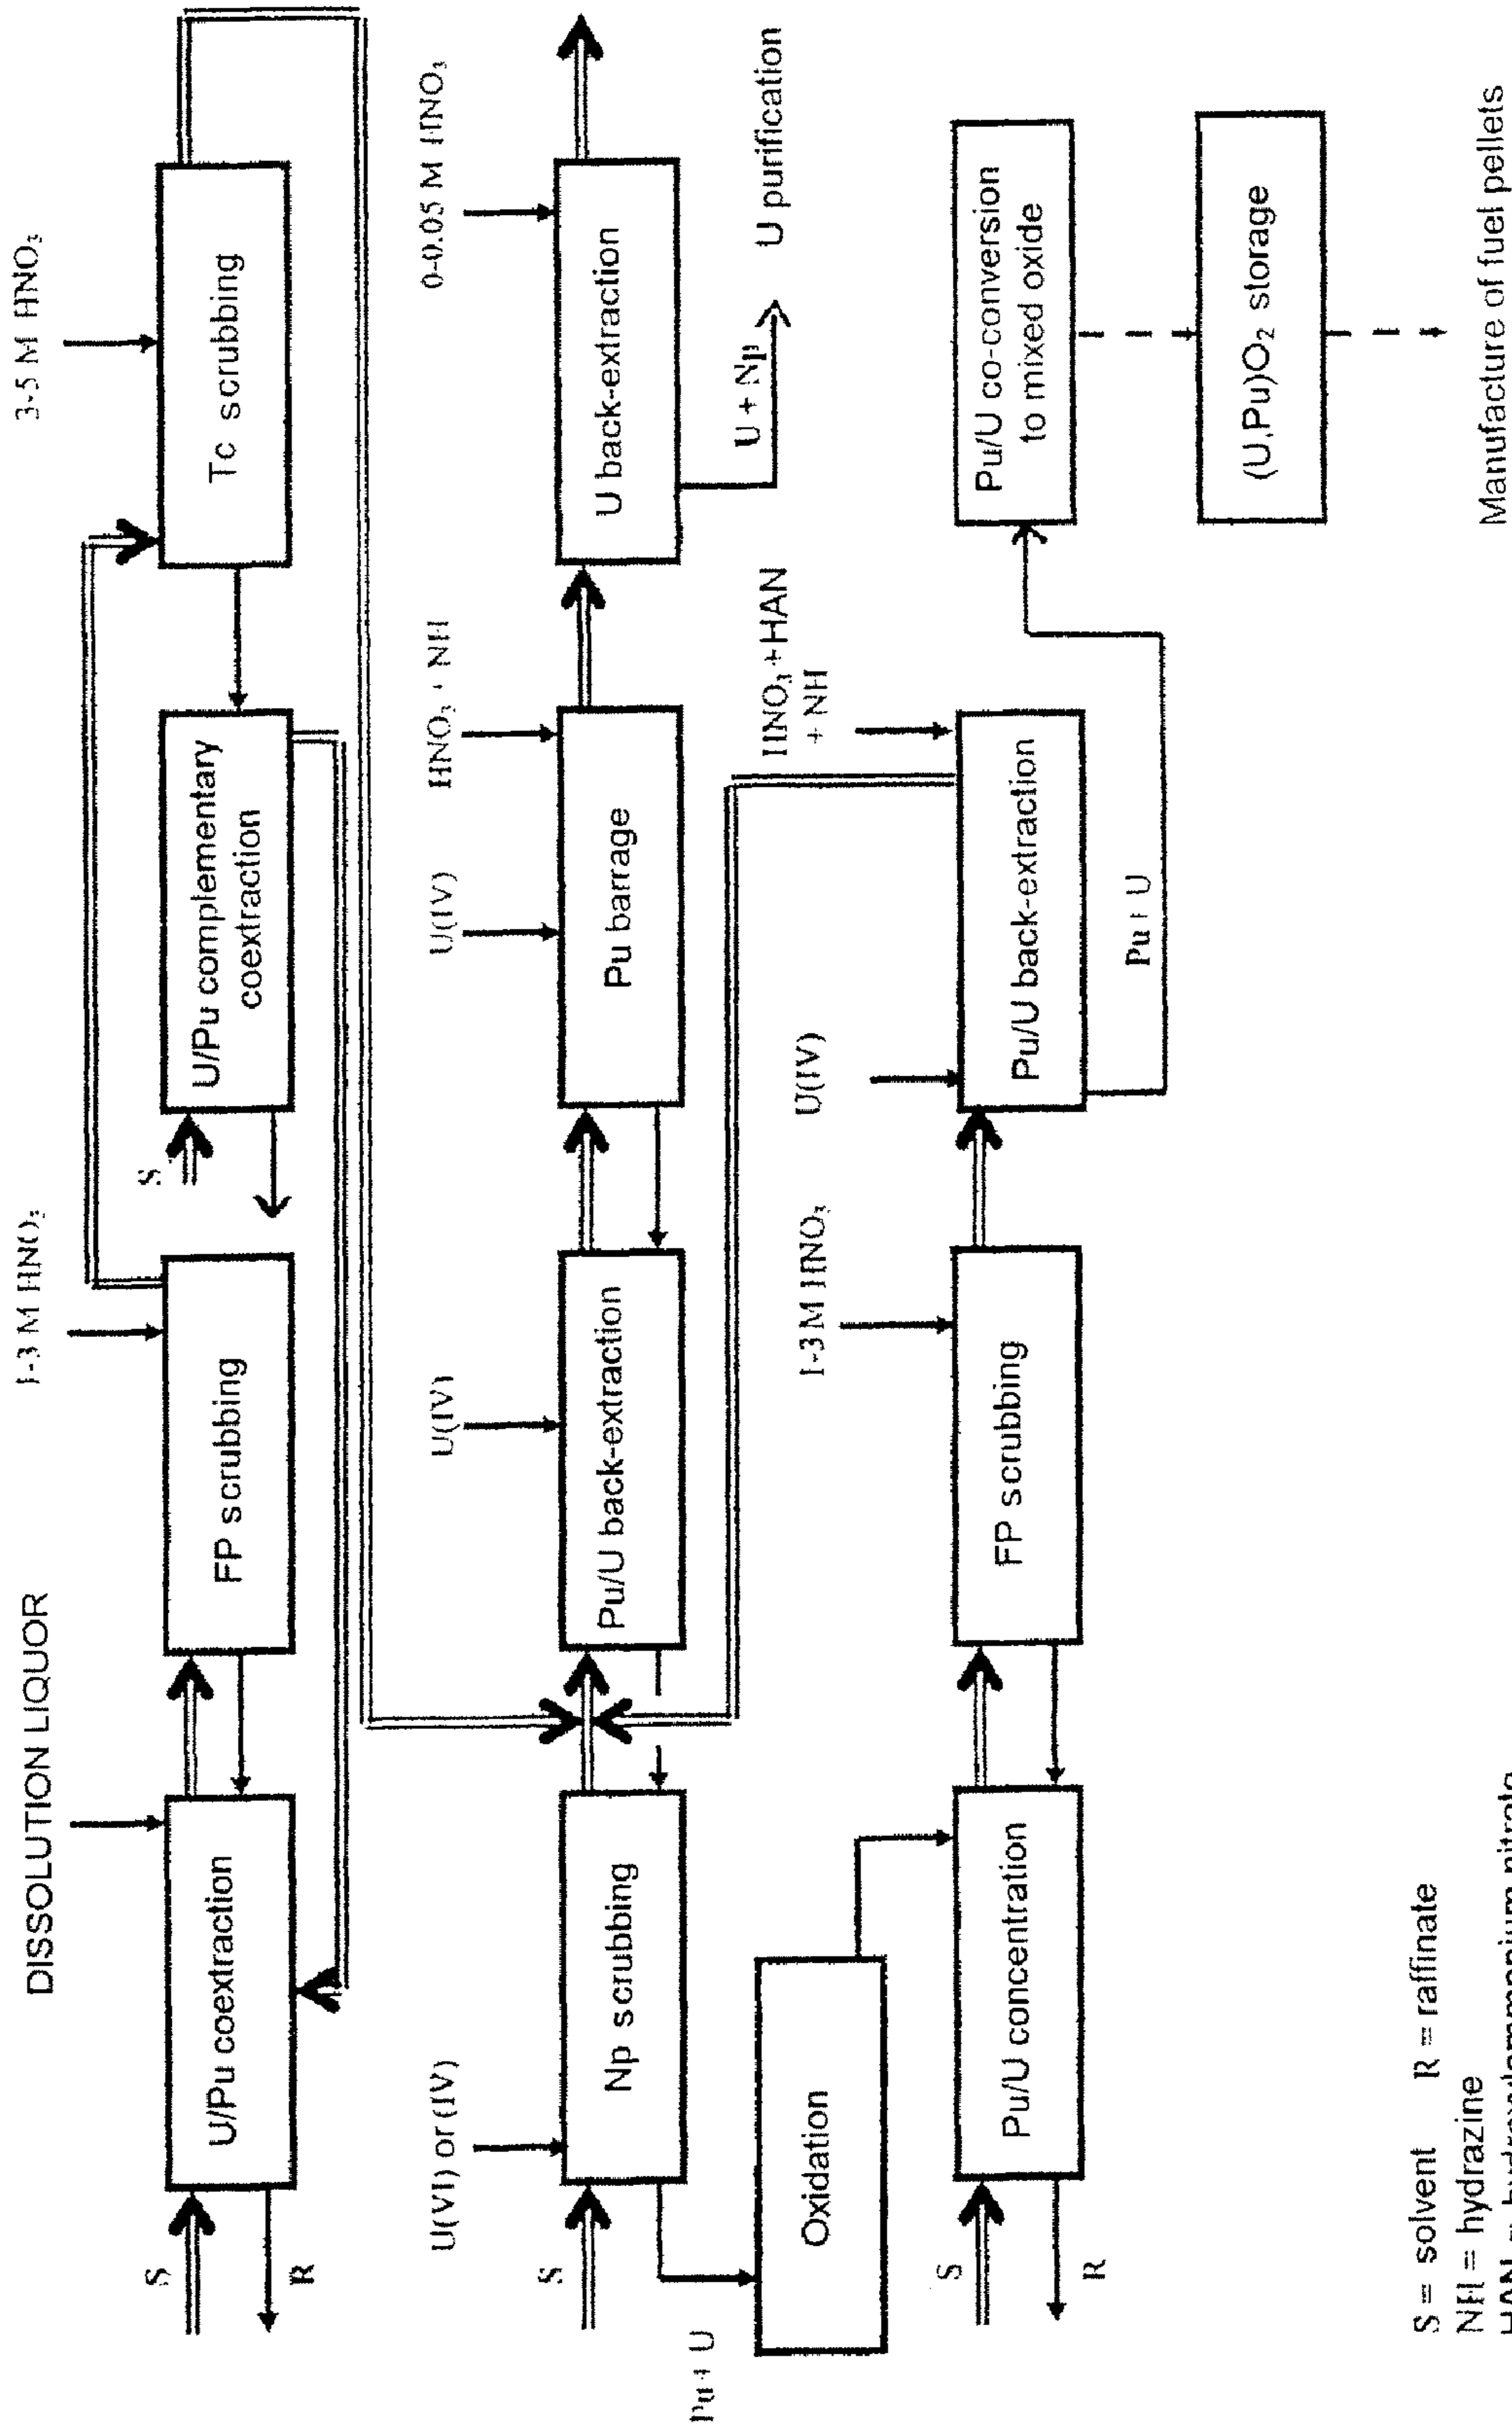 DISSOLUTION LIQUOR
1-3 M HNO₃
3-5 M HNO₃
S
R
U/Pu coextraction
FP scrubbing
S
U/Pu complementary
coextraction
Tc scrubbing
U(VI) or (IV)
U(IV)
U(IV)
HNO₃ + NH
0-0.05 M HNO₃
S
Np scrubbing
Pu/U back-extraction
Pu barrage
U back-extraction
Pu + U
U + Np
U purification
Oxidation
1-3 M HNO₃
U(IV)
HNO₃+HAN
+ NH
S
R
Pu/U concentration
FP scrubbing
Pu/U back-extraction
Pu + U
Pu/U co-conversion
to mixed oxide
(U,Pu)O₂ storage
Manufacture of fuel pellets
S = solvent R = raffinate
NH = hydrazine
HAN = hydroxylammonium nitrate